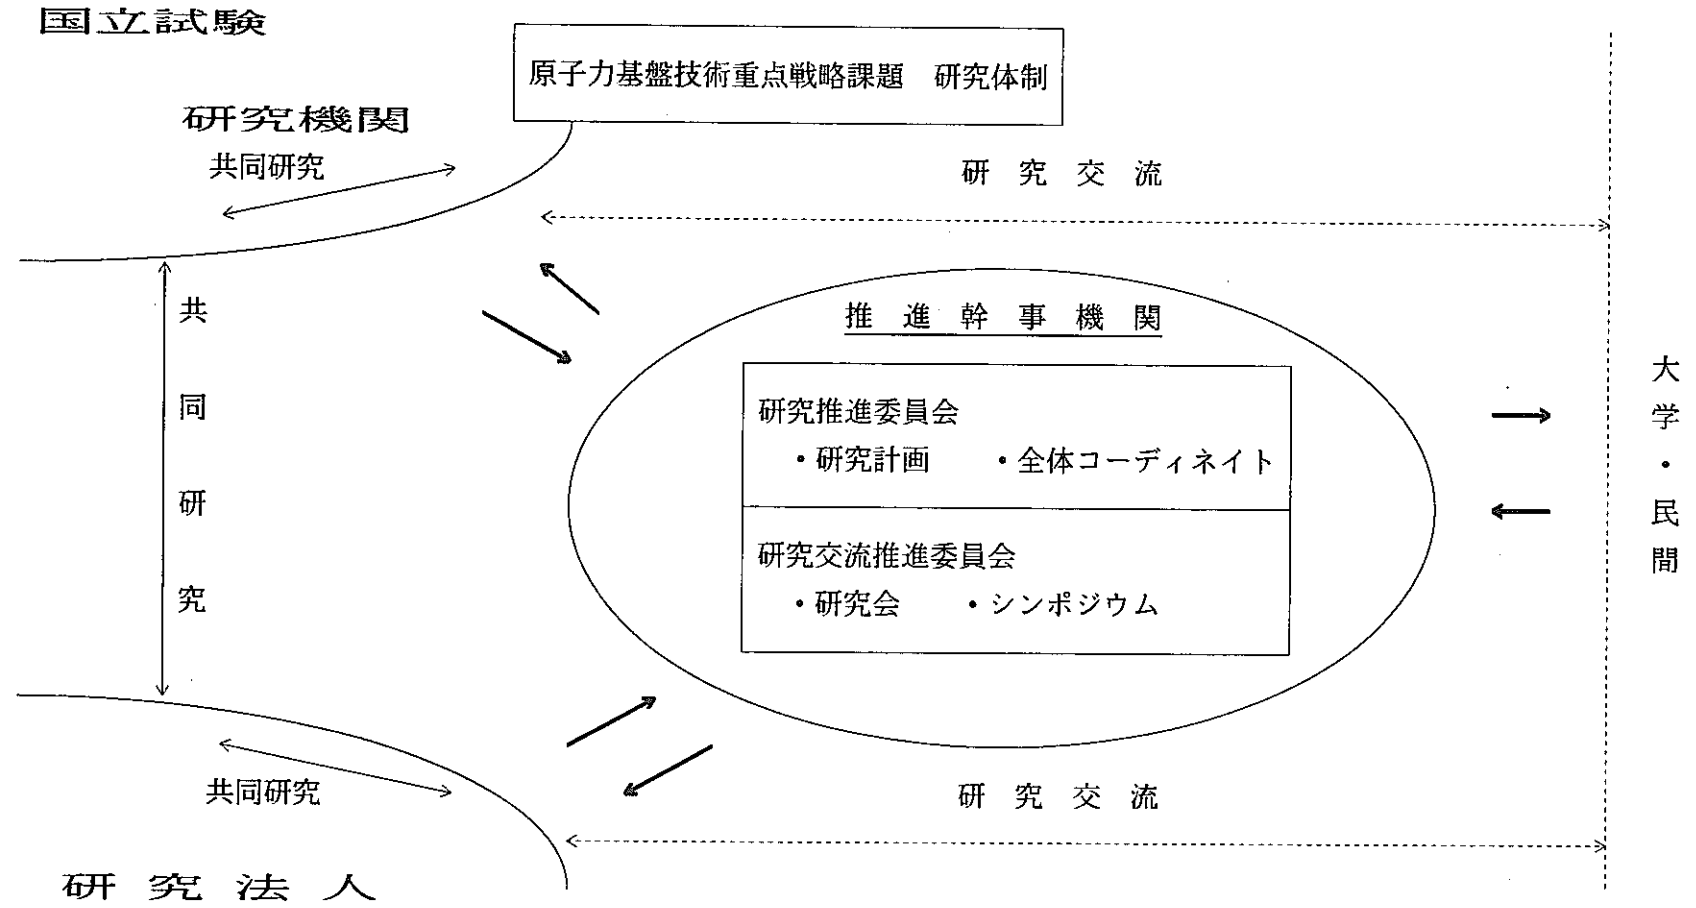 国立試験
原子力基盤技術重点戦略課題　研究体制
研究機関
共同研究
研　究　交　流
共同研究
推　進　幹　事　機　関
研究推進委員会
・研究計画　　・全体コーディネイト
研究交流推進委員会
・研究会　　・シンポジウム
大学・民間
共同研究
研　究　交　流
研　究　法　人